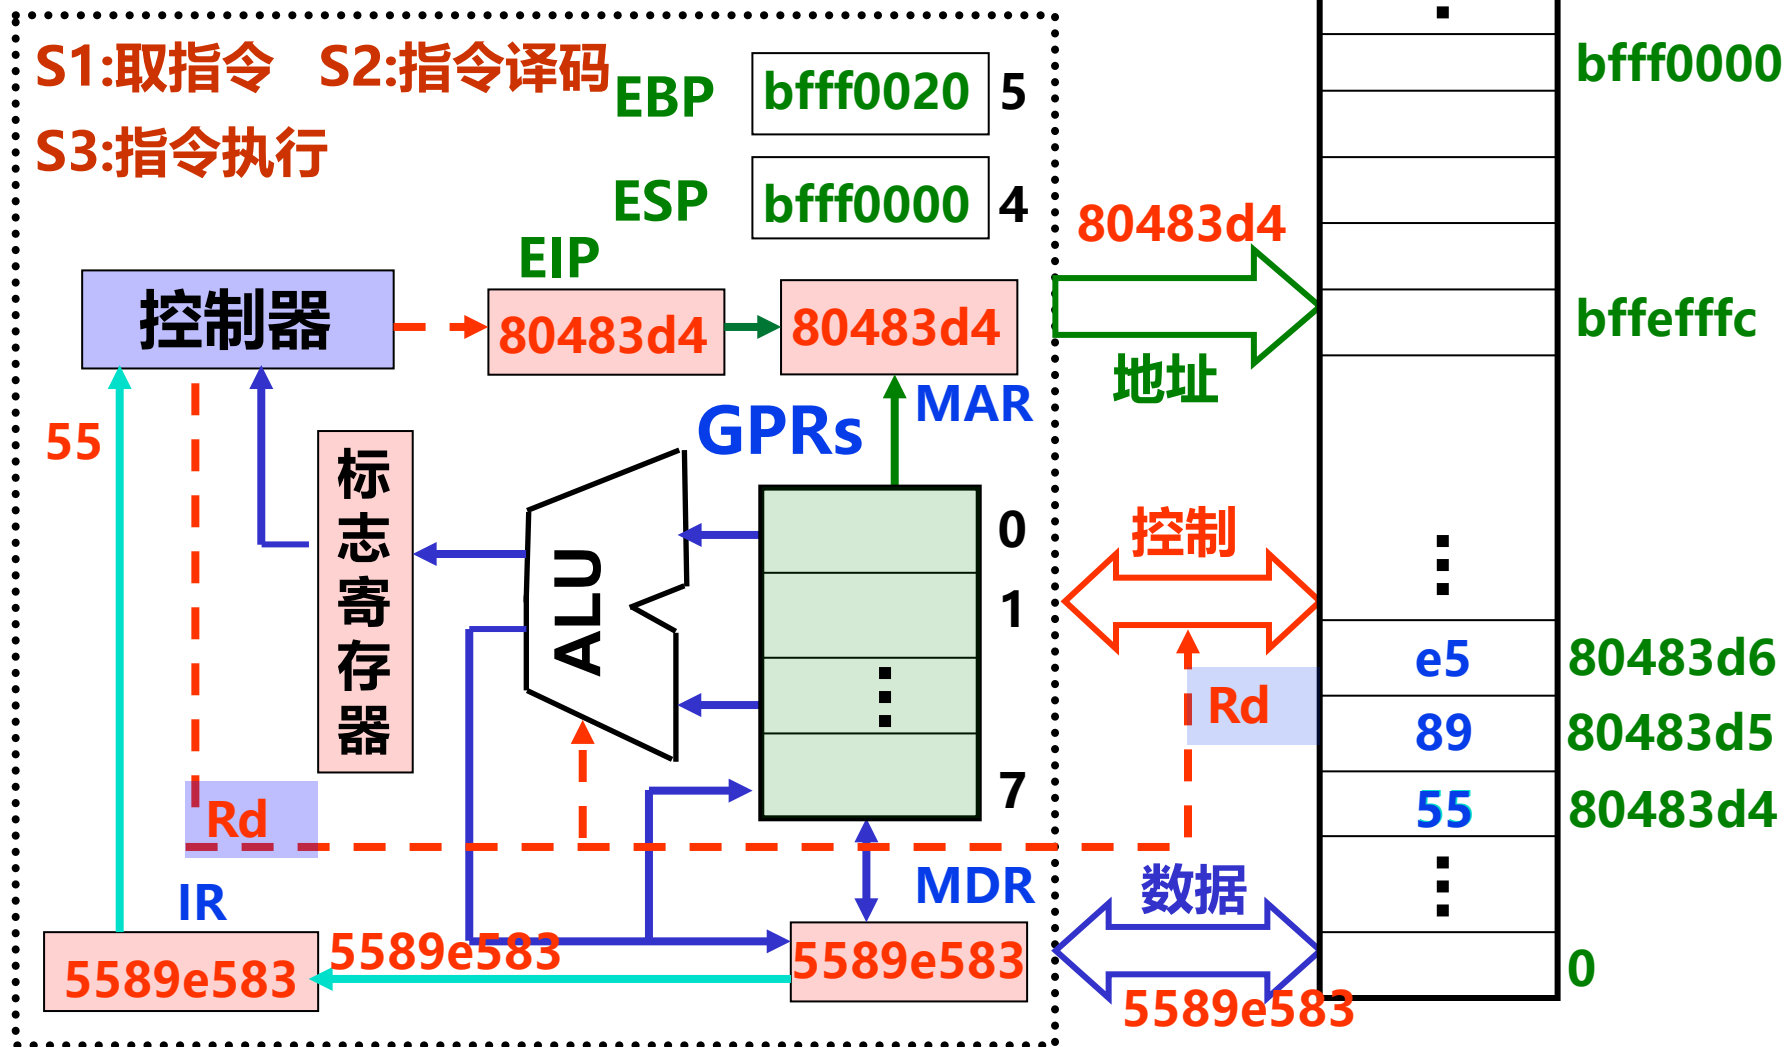 S1:取指令 S2:指令译码
S3:指令执行
EBP bfff0020 5
ESP bfff0000 4
bfff0000
80483d4
EIP
控制器
80483d4
80483d4
bffefffc
地址
MAR
GPRs
55
标志寄存器
ALU
0
1
7
控制
Rd
e5 80483d6
89 80483d5
55 80483d4
Rd
IR
MDR
数据
5589e583
5589e583
5589e583
5589e583
0